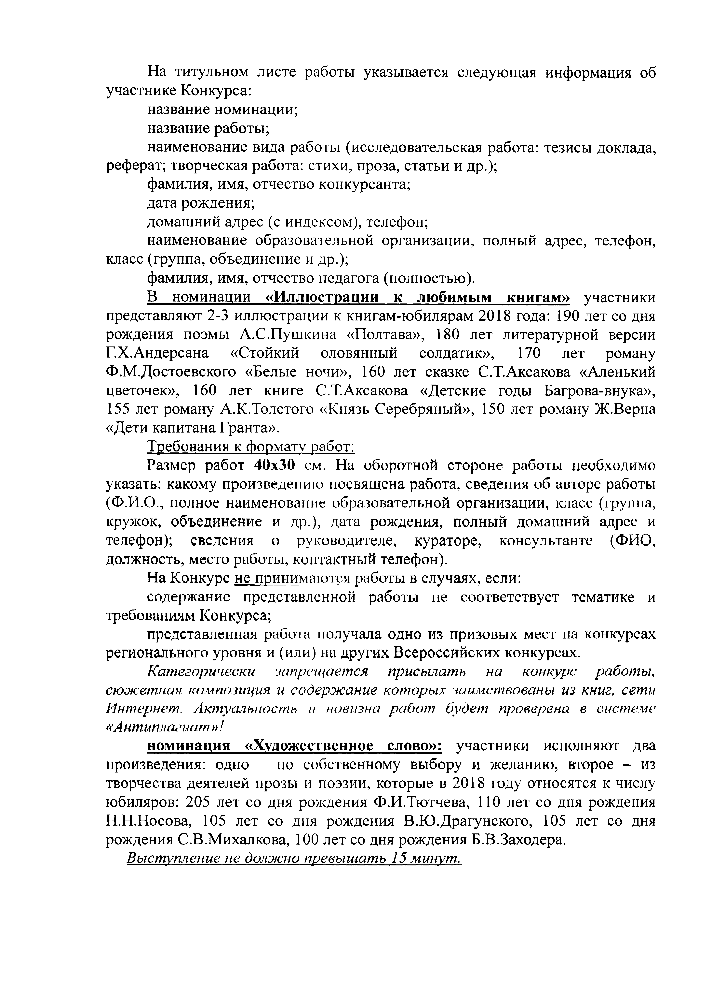 На титульном листе работы указывается следующая информация об
участнике Конкурса:
название номинации;
название работы;
наименование вида работы (исследовательская работа: тезисы доклада,
реферат; творческая работа: стихи, проза, статьи и др.);
фамилия, имя, отчество конкурсанта;
дата рождения;
домашний адрес (с индексом), телефон;
наименование образовательной организации, полный адрес, телефон,
класс (группа, объединение и др.);
фамилия, имя, отчество педагога (полностью).
В номинации «Иллюстрации к любимым книгам» участники
представляют 2-3 иллюстрации к книгам-юбилярам 2018 года: 190 лет со дня
рождения поэмы А.С.Пушкина «Полтава», 180 лет литературной версии
Г.Х.Андерсана «Стойкий оловянный солдатик», 170 лет роману
Ф.М.Достоевского «Белые ночи», 160 лет сказке С.Т.Аксакова «Аленький
цветочек», 160 лет книге С.Т.Аксакова «Детские годы Багрова-внука»,
155 лет роману А.К.Толстого «Князь Серебряный», 150 лет роману Ж.Верна
«Дети капитана Гранта».
Требования к формату работ:
Размер работ 40х30 см. На оборотной стороне работы необходимо
указать: какому произведению посвящена работа, сведения об авторе работы
(Ф.И.О., полное наименование образовательной организации, класс (группа,
кружок, объединение и др.), дата рождения, полный домашний адрес и
телефон); сведения о руководителе, кураторе, консультанте (ФИО,
должность, место работы, контактный телефон).
На Конкурс не принимаются работы в случаях, если:
содержание представленной работы не соответствует тематике и
требованиям Конкурса;
представленная работа получала одно из призовых мест на конкурсах
регионального уровня и (или) на других Всероссийских конкурсах.
Категорически запрещается присылать на конкурс работы,
сюжетная композиция и содержание которых заимствованы из книг, сети
Интернет. Актуальность и новизна работ будет проверена в системе
«Антиплагиат»!
номинация «Художественное слово»: участники исполняют два
произведения: одно – по собственному выбору и желанию, второе – из
творчества деятелей прозы и поэзии, которые в 2018 году относятся к числу
юбиляров: 205 лет со дня рождения Ф.И.Тютчева, 110 лет со дня рождения
Н.Н.Носова, 105 лет со дня рождения В.Ю.Драгунского, 105 лет со дня
рождения С.В.Михалкова, 100 лет со дня рождения Б.В.Заходера.
Выступление не должно превышать 15 минут.